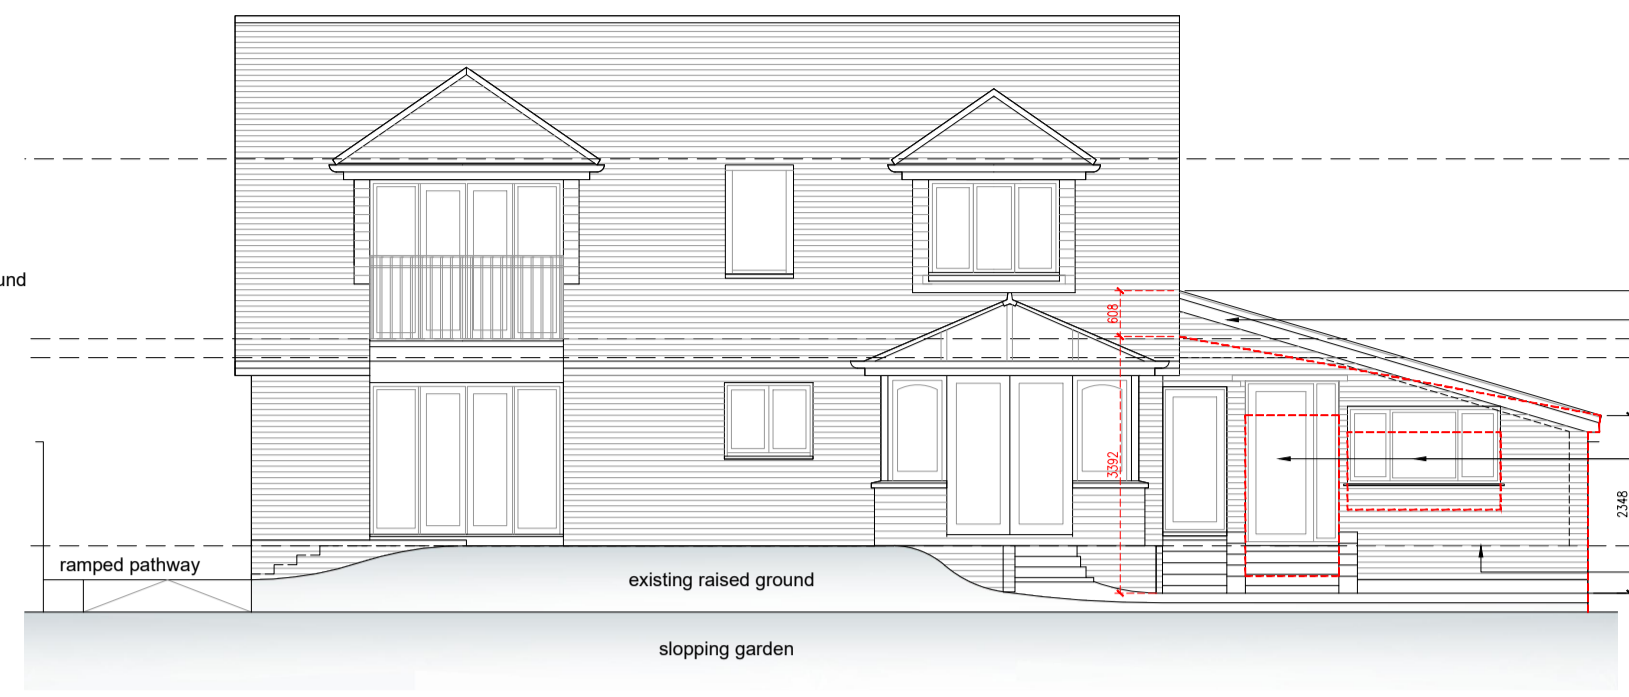 und
608
3392
2348
ramped pathway
existing raised ground
slopping garden